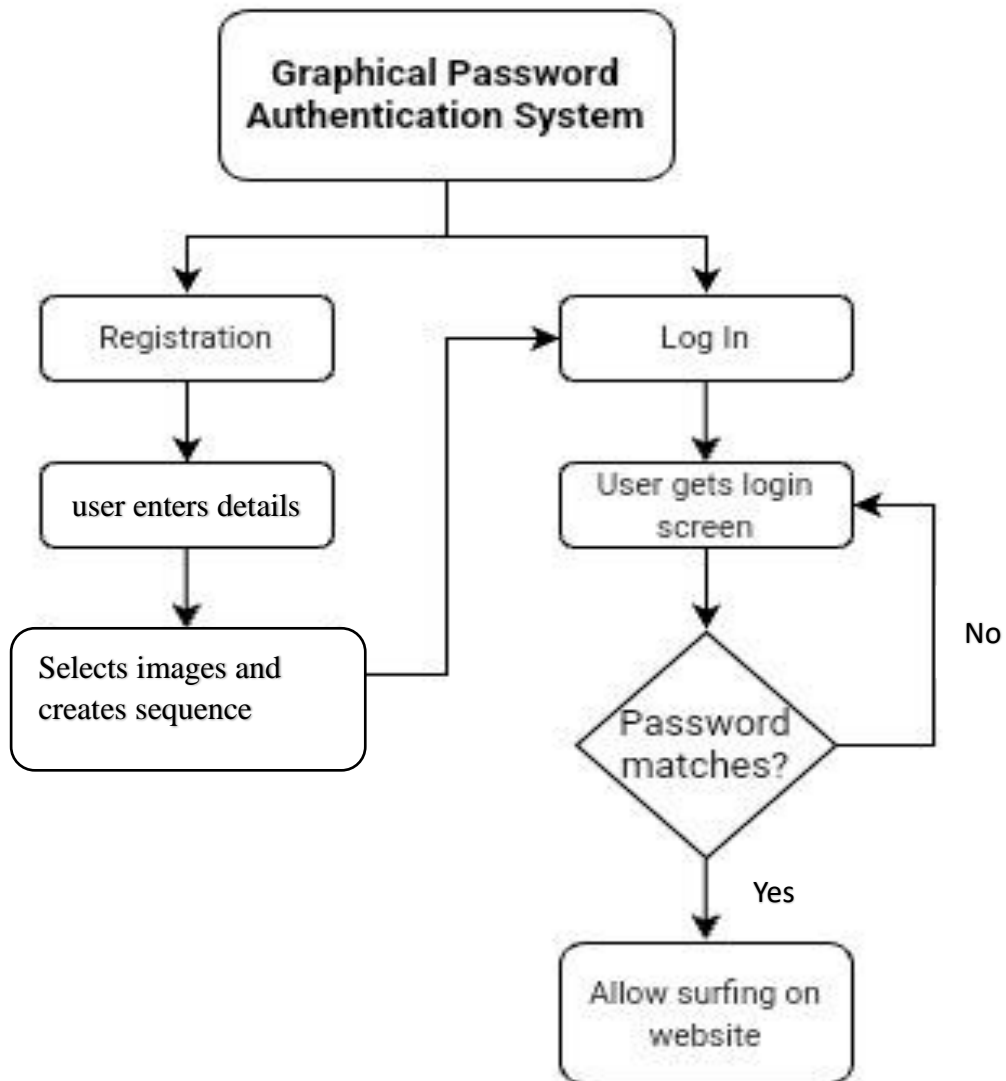 Graphical Password
Authentication System
Registration
Log In
user enters details
User gets login
screen
No
Selects images and
creates sequence
Password
matches?
Yes
Allow surfing on
website